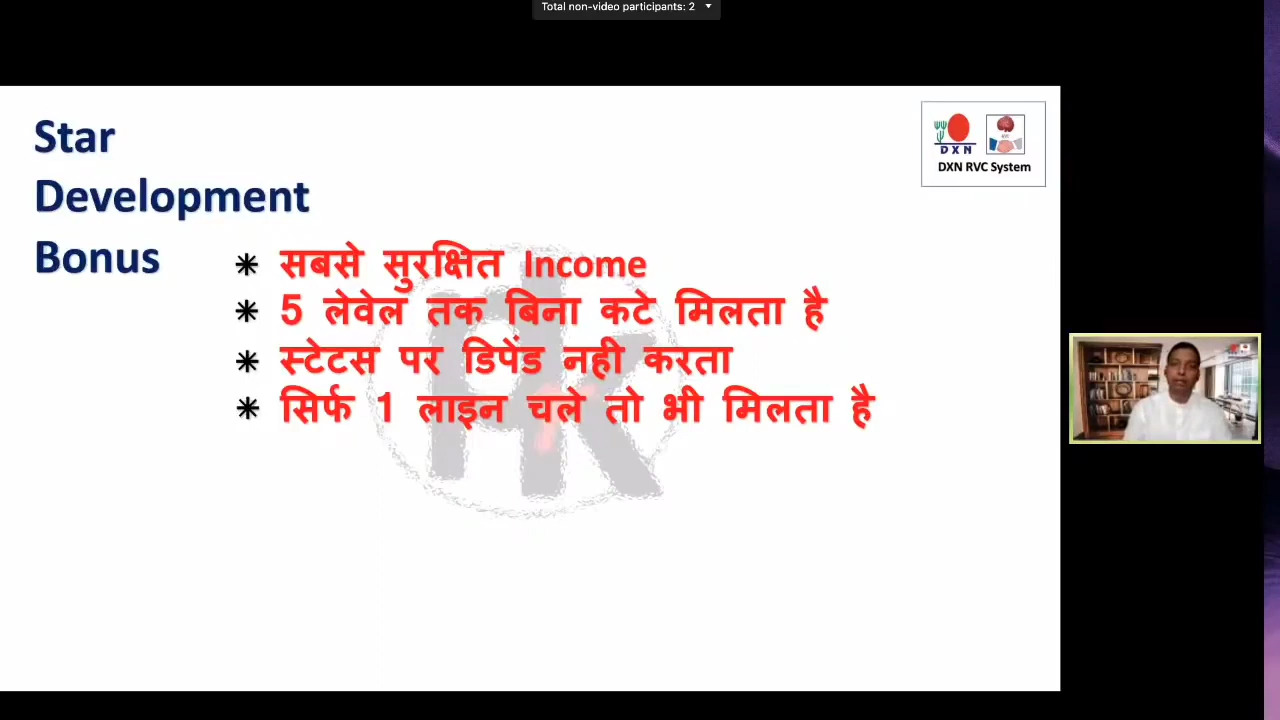 Total non-video participants: 2
Star
Development
Bonus
DXN
DXN RVC System
* सबसे सुरक्षित Income
* 5 लेवेल तक बिना कटे मिलता है
* स्टेटस पर डिपेंड नही करता
* सिर्फ 1 लाइन चले तो भी मिलता है